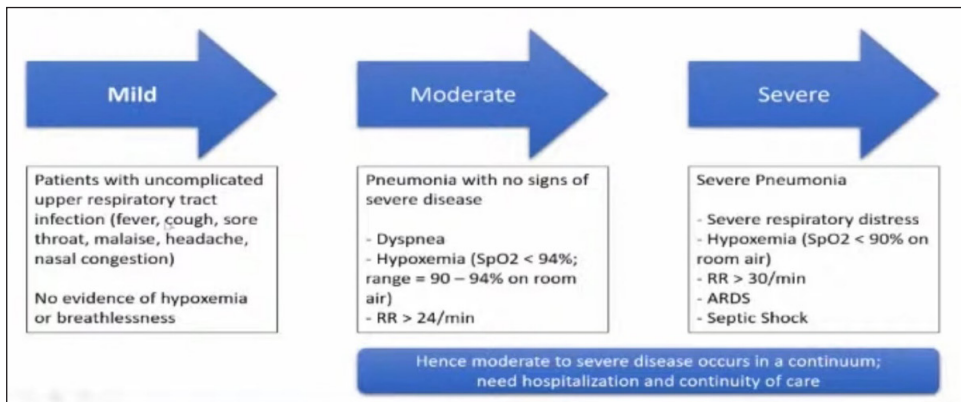 Mild
Moderate
Severe
Patients with uncomplicated
upper respiratory tract
infection (fever, cough, sore
throat, malaise, headache,
nasal congestion)
No evidence of hypoxemia
or breathlessness
Pneumonia with no signs of
severe disease
- Dyspnea
- Hypoxemia (SpO2 < 94%;
range = 90 – 94% on room
air)
- RR > 24/min
Severe Pneumonia
- Severe respiratory distress
- Hypoxemia (SpO2 < 90% on
room air)
- RR > 30/min
- ARDS
- Septic Shock
Hence moderate to severe disease occurs in a continuum;
need hospitalization and continuity of care